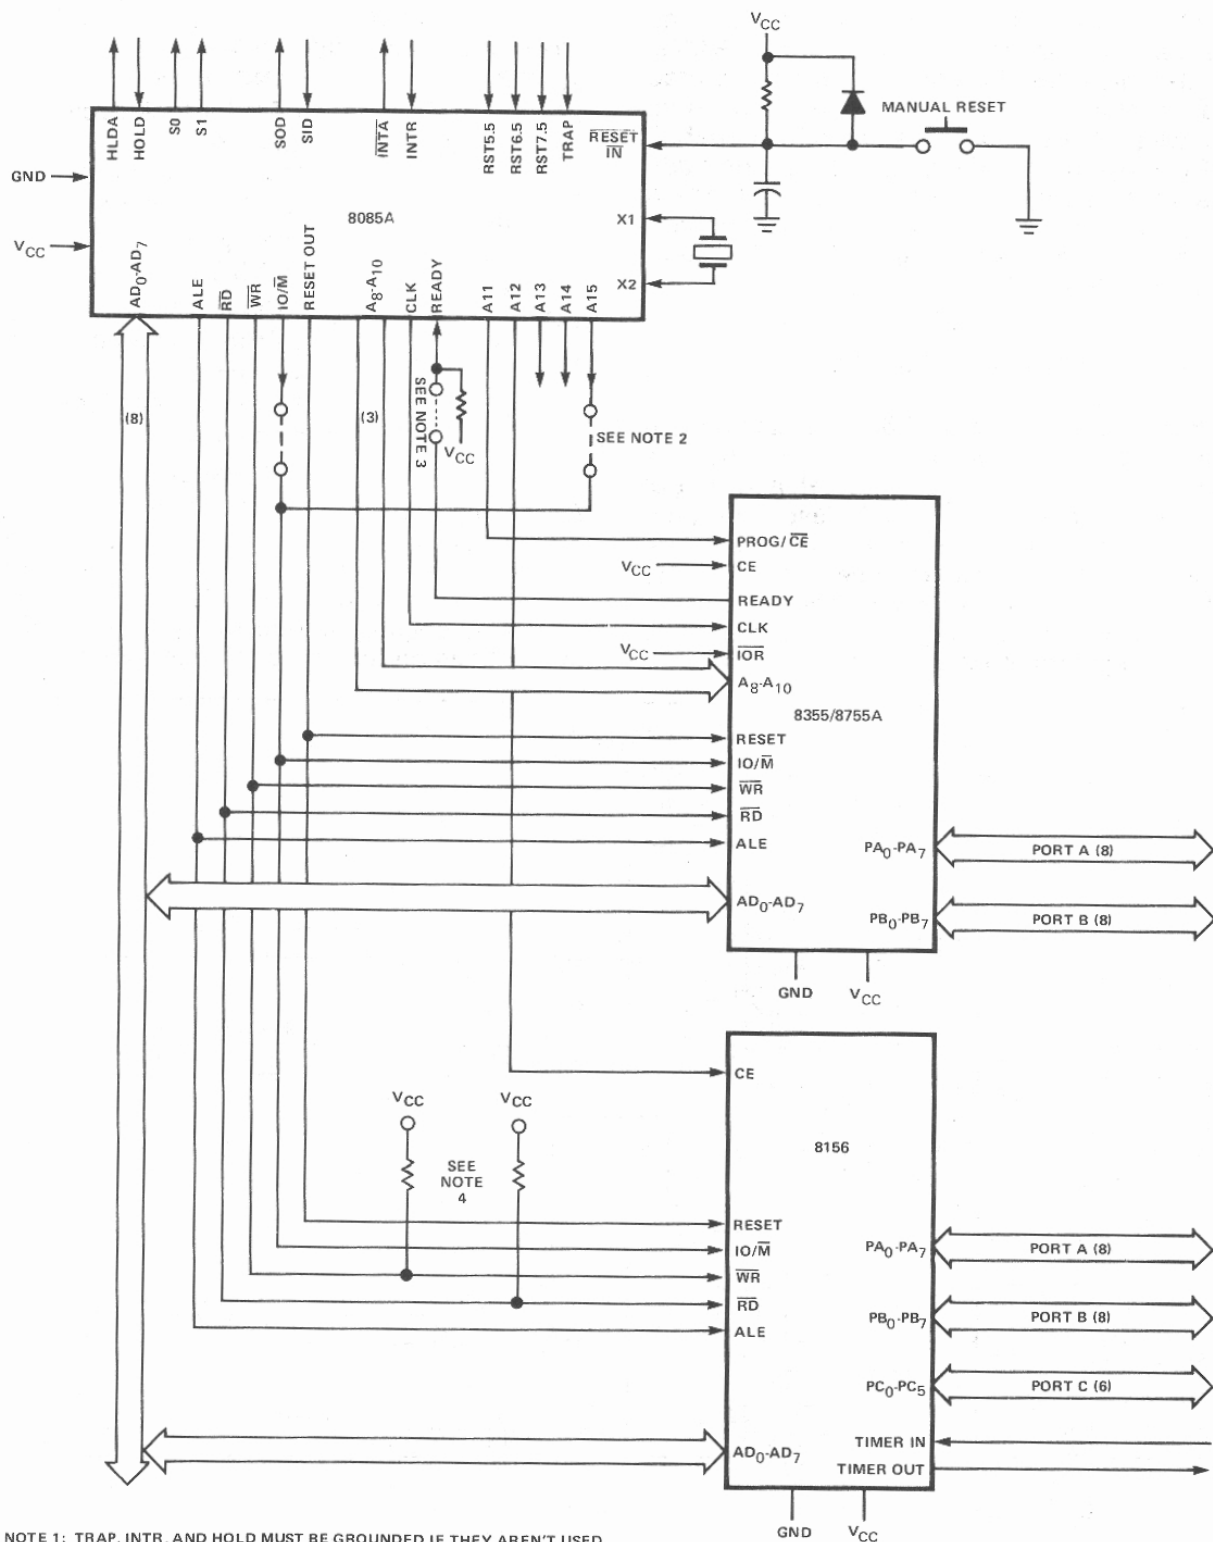 VCC
HLDA
HOLD
S0
S1
SOD
SID
INTA
INTR
RST5.5
RST6.5
RST7.5
TRAP
RESET
IN
MANUAL RESET
GND
VCC
8085A
X1
X2
AD0-AD7
ALE
RD
WR
IO/M
RESET OUT
A8-A10
CLK
READY
A11
A12
A13
A14
A15
(8)
(3)
SEE NOTE 3
VCC
SEE NOTE 2
PROG/CE
VCC
CE
READY
CLK
VCC
IOR
A8-A10
8355/8755A
RESET
IO/M
WR
RD
ALE
PA0-PA7
PORT A (8)
AD0-AD7
PB0-PB7
PORT B (8)
GND
VCC
CE
VCC
VCC
8156
SEE
NOTE
4
RESET
IO/M
PA0-PA7
PORT A (8)
WR
RD
PB0-PB7
PORT B (8)
ALE
PC0-PC5
PORT C (6)
TIMER IN
AD0-AD7
TIMER OUT
GND
VCC
NOTE 1: TRAP, INTR, AND HOLD MUST BE GROUNDED IF THEY AREN'T USED